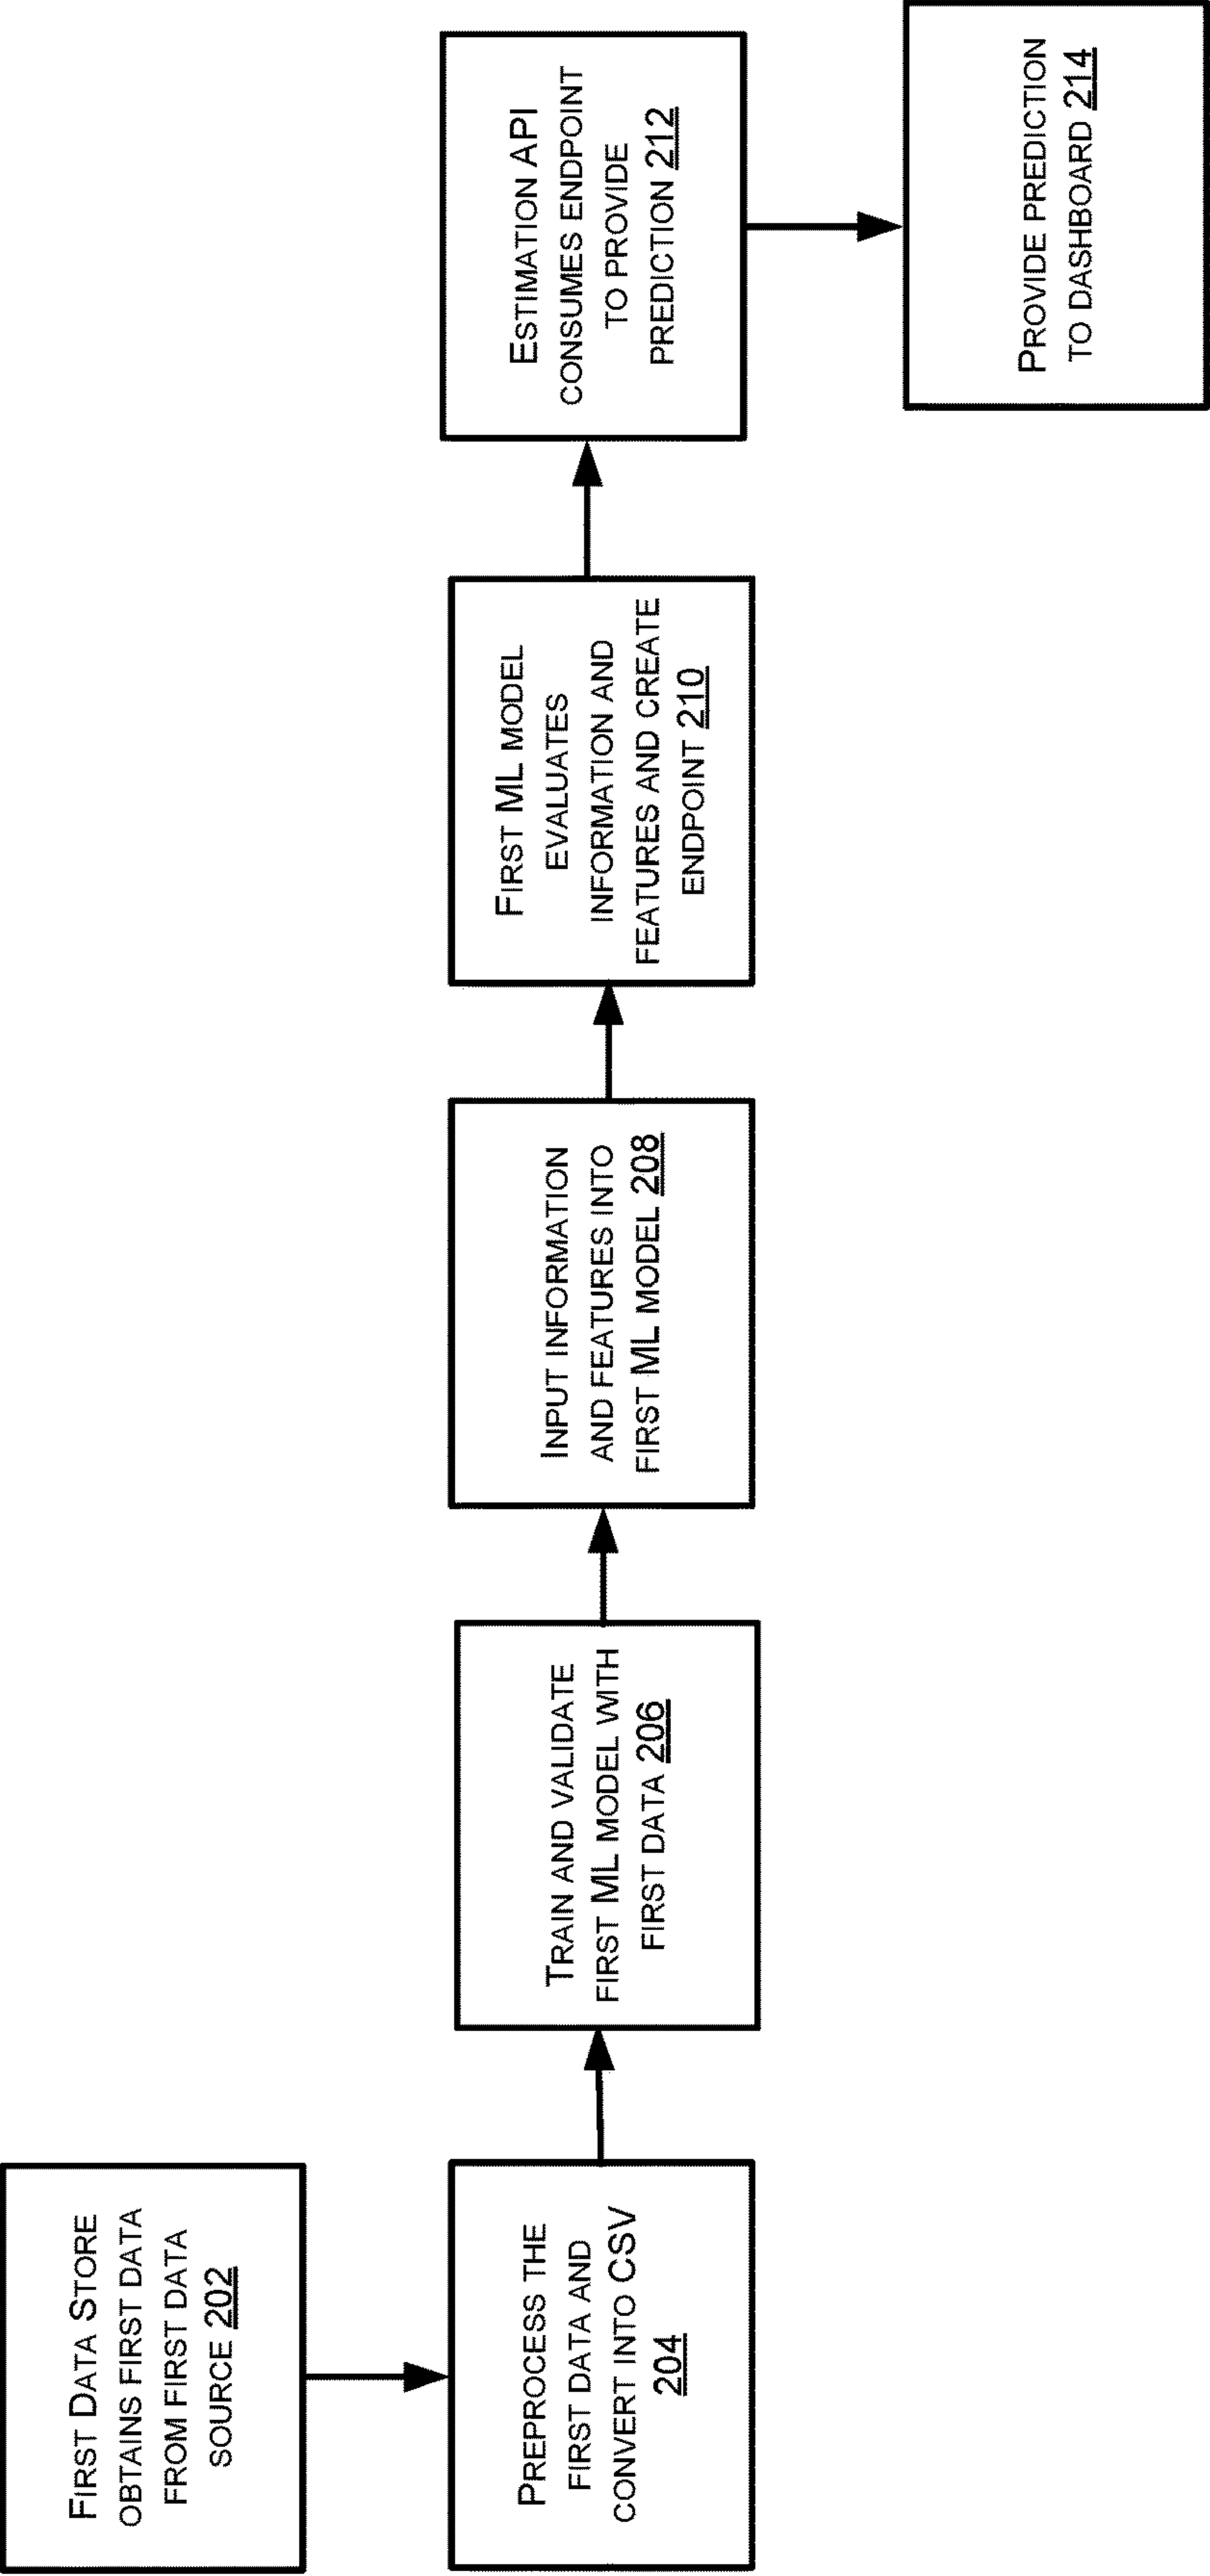 FIRST DATA STORE
OBTAINS FIRST DATA
FROM FIRST DATA
SOURCE 202
PREPROCESS THE
FIRST DATA AND
CONVERT INTO CSV
204
TRAIN AND VALIDATE
FIRST ML MODEL WITH
FIRST DATA 206
INPUT INFORMATION
AND FEATURES INTO
FIRST ML MODEL 208
FIRST ML MODEL
EVALUATES
INFORMATION AND
FEATURES AND CREATE
ENDPOINT 210
ESTIMATION API
CONSUMES ENDPOINT
TO PROVIDE
PREDICTION 212
PROVIDE PREDICTION
TO DASHBOARD 214